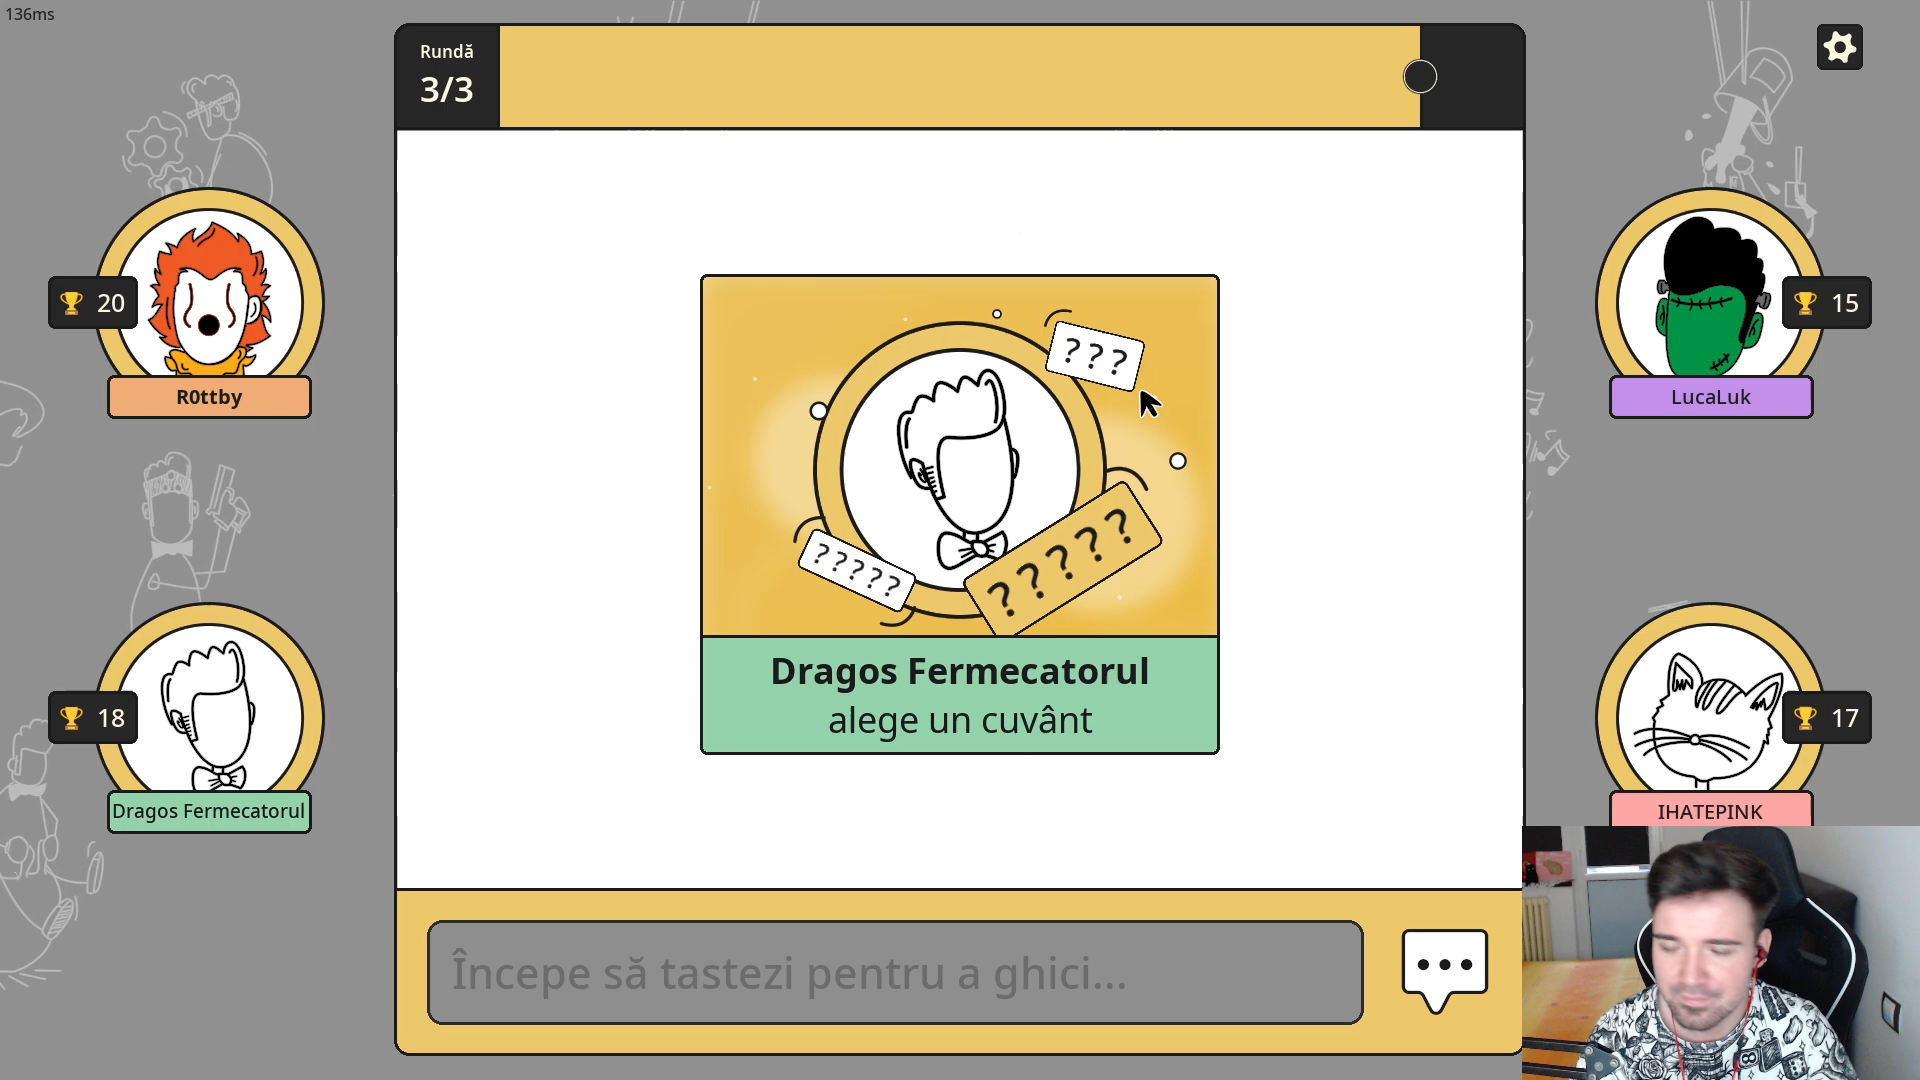 136ms
Rundă
3/3
20
R0ttby
15
LucaLuk
???
?????
?????
Dragos Fermecatorul
alege un cuvânt
18
Dragos Fermecatorul
17
IHATEPINK
Începe să tastezi pentru a ghici...